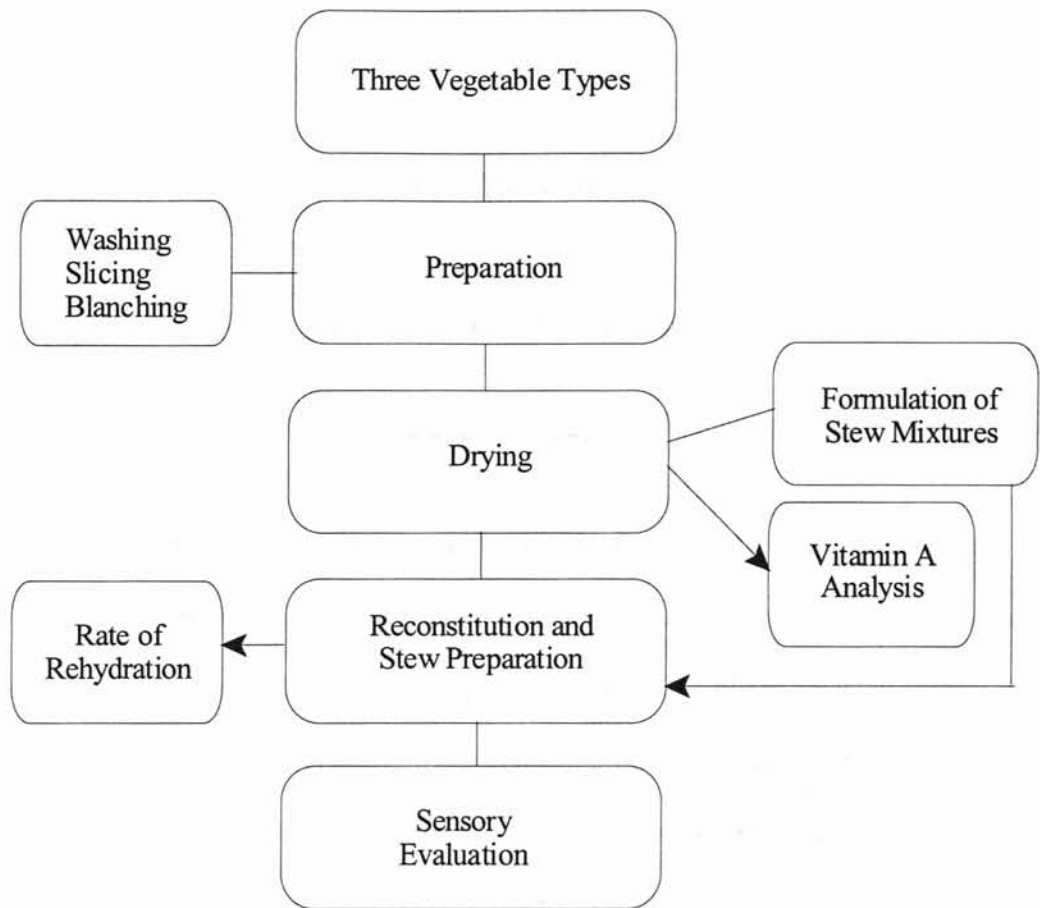 Three Vegetable Types
Washing
Slicing
Blanching
Preparation
Drying
Formulation of
Stew Mixtures
Vitamin A
Analysis
Rate of
Rehydration
Reconstitution and
Stew Preparation
Sensory
Evaluation